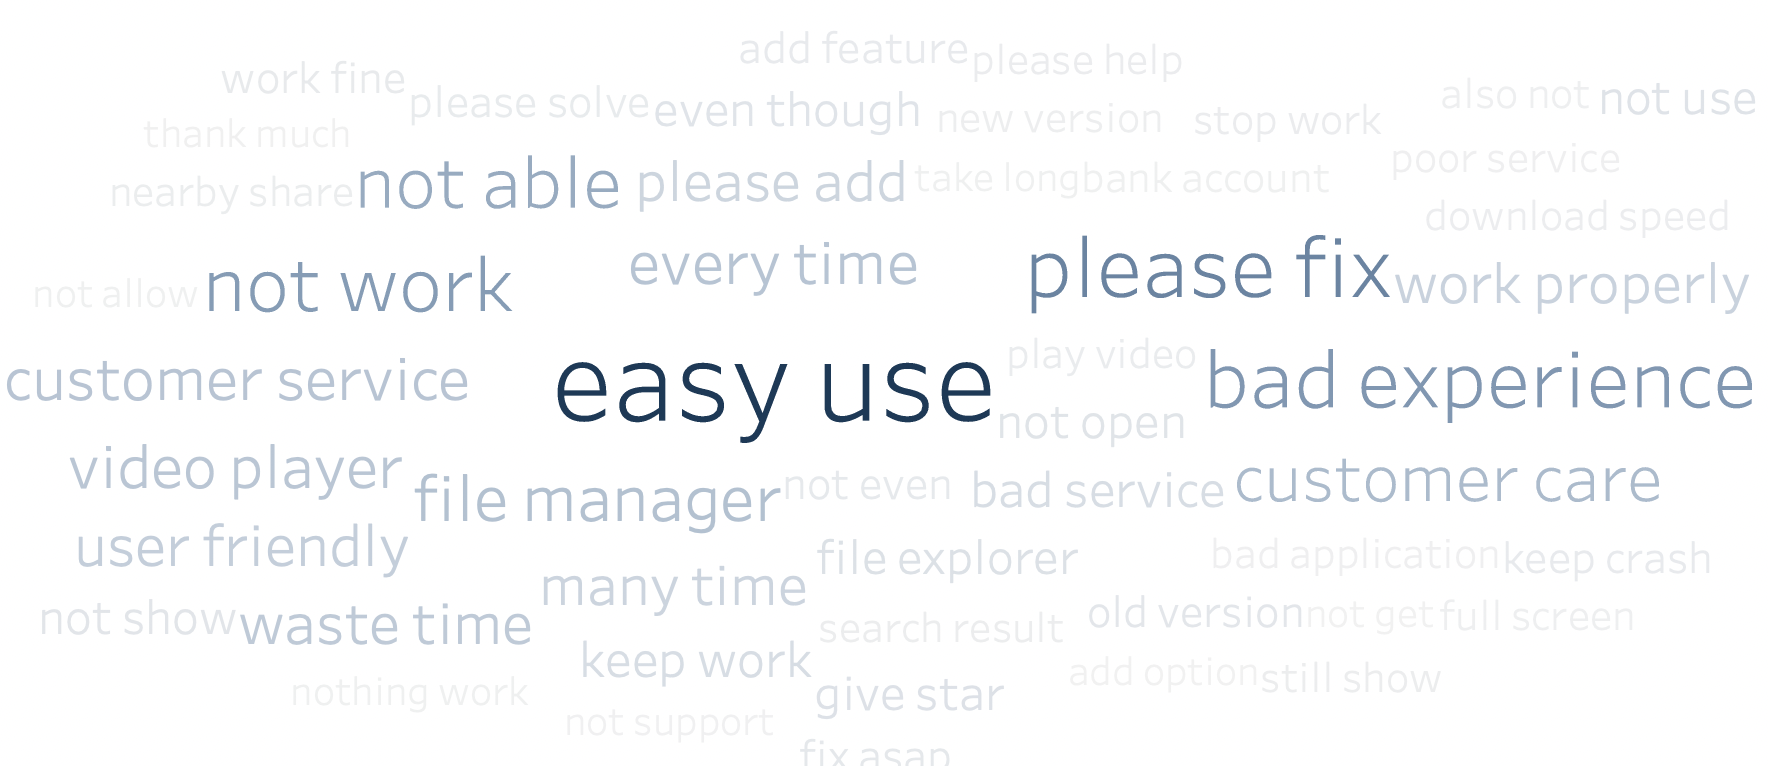 add feature
please help
work fine
please solve
even though
new version
stop work
also not
not use
thank much
nearby share
not able
please add
take long
bank account
poor service
download speed
not allow
not work
every time
please fix
work properly
customer service
easy use
play video
not open
bad experience
video player
file manager
not even
bad service
customer care
user friendly
many time
file explorer
bad application
keep crash
not show
waste time
keep work
search result
old version
not get
full screen
nothing work
not support
give star
add option
still show
fix asap